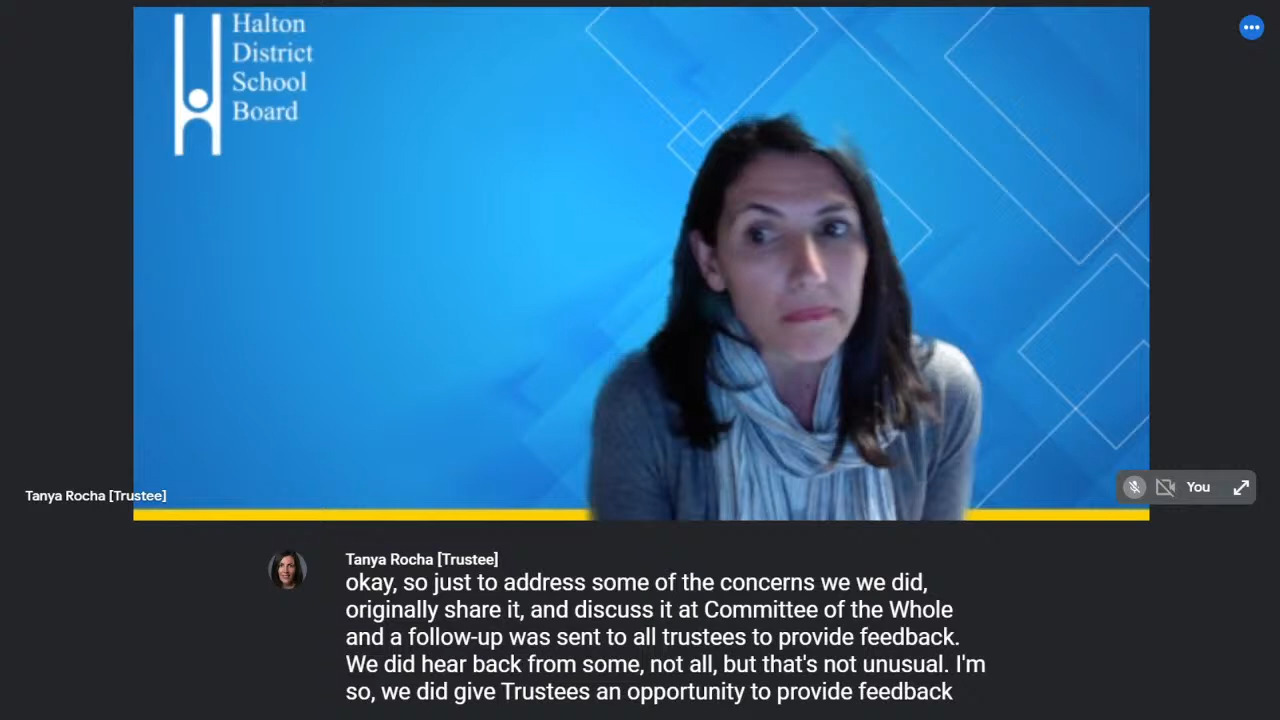 Halton
District
School
Board
You
Tanya Rocha [Trustee]
Tanya Rocha [Trustee]
okay, so just to address some of the concerns we we did,
originally share it, and discuss it at Committee of the Whole
and a follow-up was sent to all trustees to provide feedback.
We did hear back from some, not all, but that's not unusual. I'm
so, we did give Trustees an opportunity to provide feedback